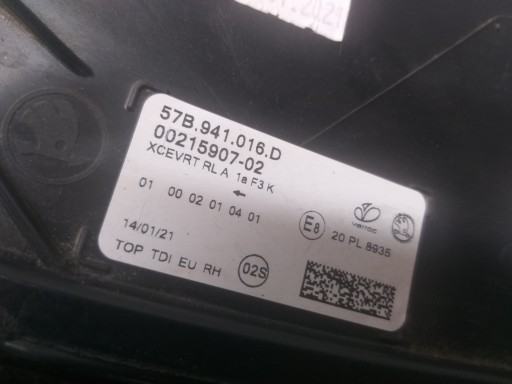 .2021
57B.941.016.D
00215907-02
XCEVRT RL A 1a F3 K
←
01 00 02 01 04 01
E8 20 PL 8935
14/01/21
TOP TDI EU RH 02S